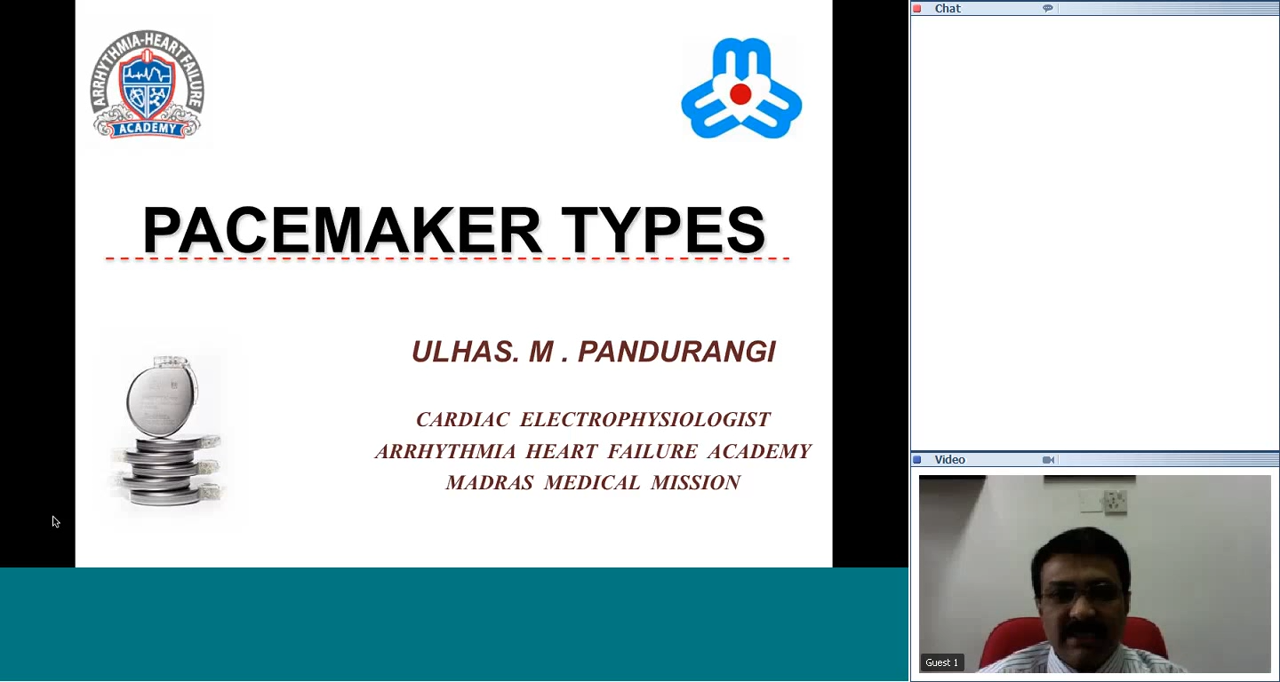 ARRHYTHMIA-HEART FAILURE
ACADEMY
PACEMAKER TYPES
ULHAS. M . PANDURANGI
CARDIAC ELECTROPHYSIOLOGIST
ARRHYTHMIA HEART FAILURE ACADEMY
MADRAS MEDICAL MISSION
Chat
Video
Guest 1